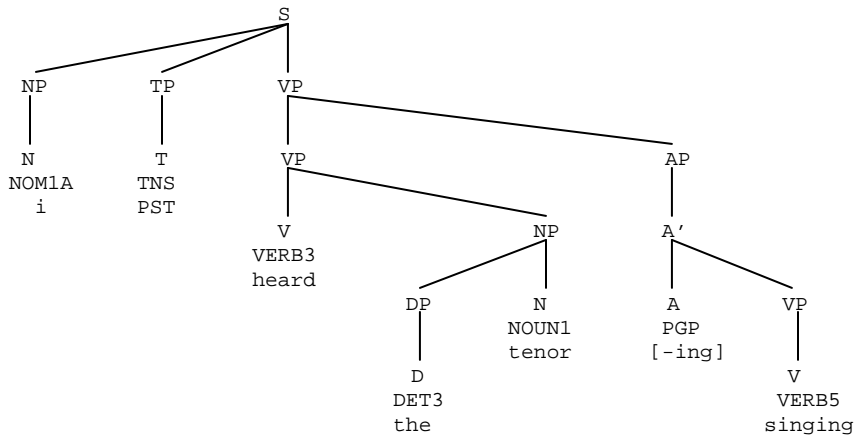 S
NP TP VP
N T VP AP
NOM1A TNS
i PST
V NP A’
VERB3
heard
DP N A VP
NOUN1 PGP
tenor [-ing]
D V
DET3 VERB5
the singing